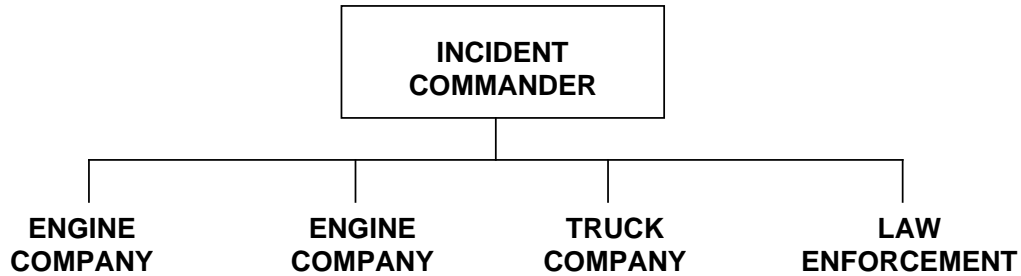 INCIDENT
COMMANDER
ENGINE
COMPANY
ENGINE
COMPANY
TRUCK
COMPANY
LAW
ENFORCEMENT